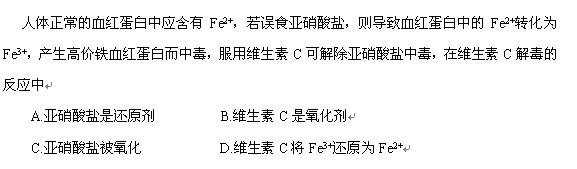 人体正常的血红蛋白中应含有 Fe²⁺，若误食亚硝酸盐，则导致血红蛋白中的 Fe²⁺转化为
Fe³⁺，产生高价铁血红蛋白而中毒，服用维生素 C 可解除亚硝酸盐中毒，在维生素 C 解毒的
反应中↵
A.亚硝酸盐是还原剂 B.维生素 C 是氧化剂↵
C.亚硝酸盐被氧化 D.维生素 C 将 Fe³⁺还原为 Fe²⁺↵